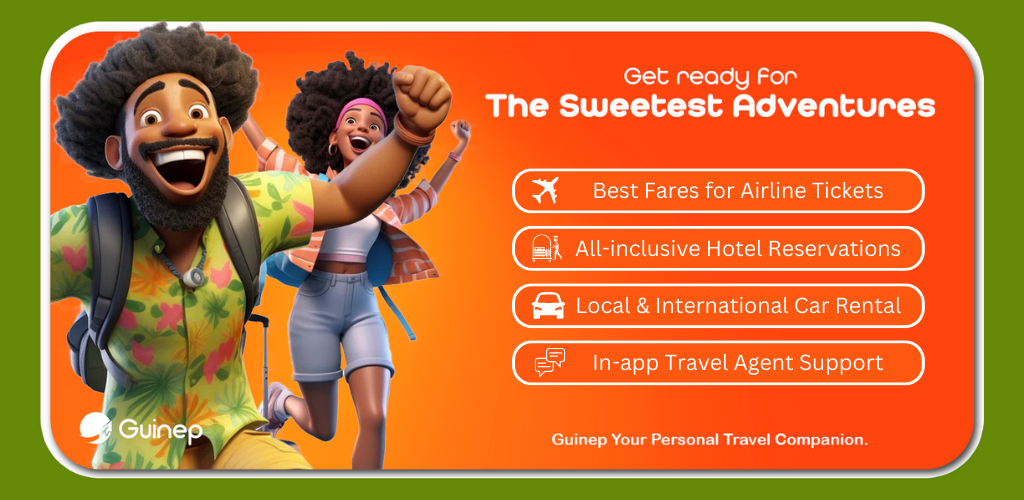 Get ready for
The Sweetest Adventures
Best Fares for Airline Tickets
All-inclusive Hotel Reservations
Local & International Car Rental
In-app Travel Agent Support
Guinep
Guinep Your Personal Travel Companion.